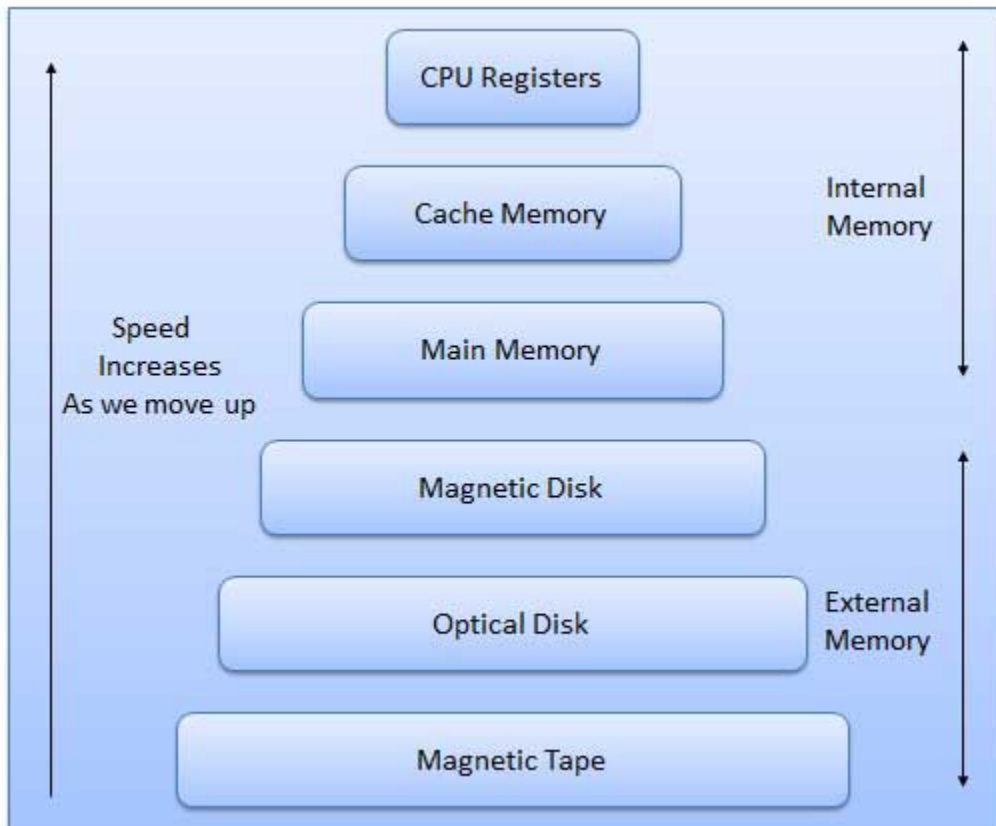 CPU Registers
Cache Memory
Internal
Memory
Main Memory
Speed
Increases
As we move up
Magnetic Disk
Optical Disk
External
Memory
Magnetic Tape